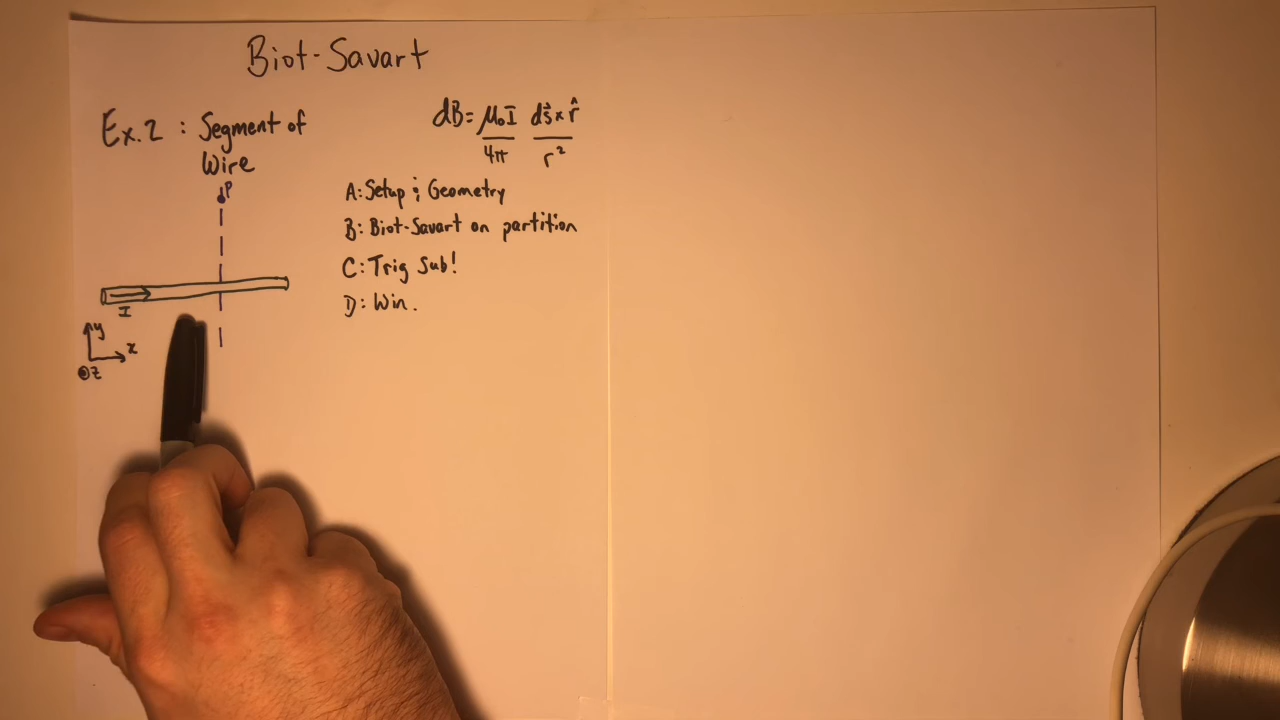 Biot-Savart
Ex. 2 : Segment of
Wire
dB = μ₀I/4π ds⃗ × r̂/r²
P
A: Setup & Geometry
B: Biot-Savart on partition
C: Trig Sub!
D: Win.
I
y
x
z